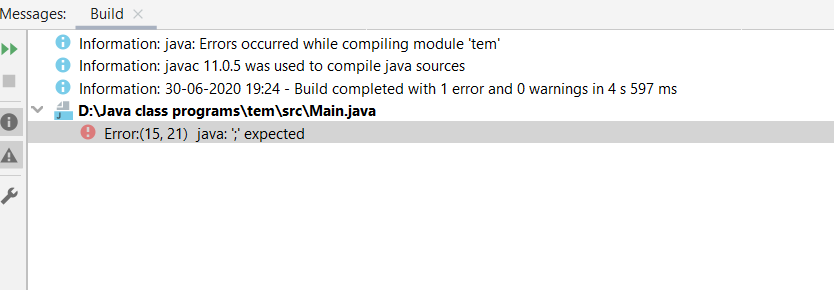 Messages: Build
Information: java: Errors occurred while compiling module 'tem'
Information: javac 11.0.5 was used to compile java sources
Information: 30-06-2020 19:24 - Build completed with 1 error and 0 warnings in 4 s 597 ms
D:\Java class programs\tem\src\Main.java
Error:(15, 21) java: ';' expected